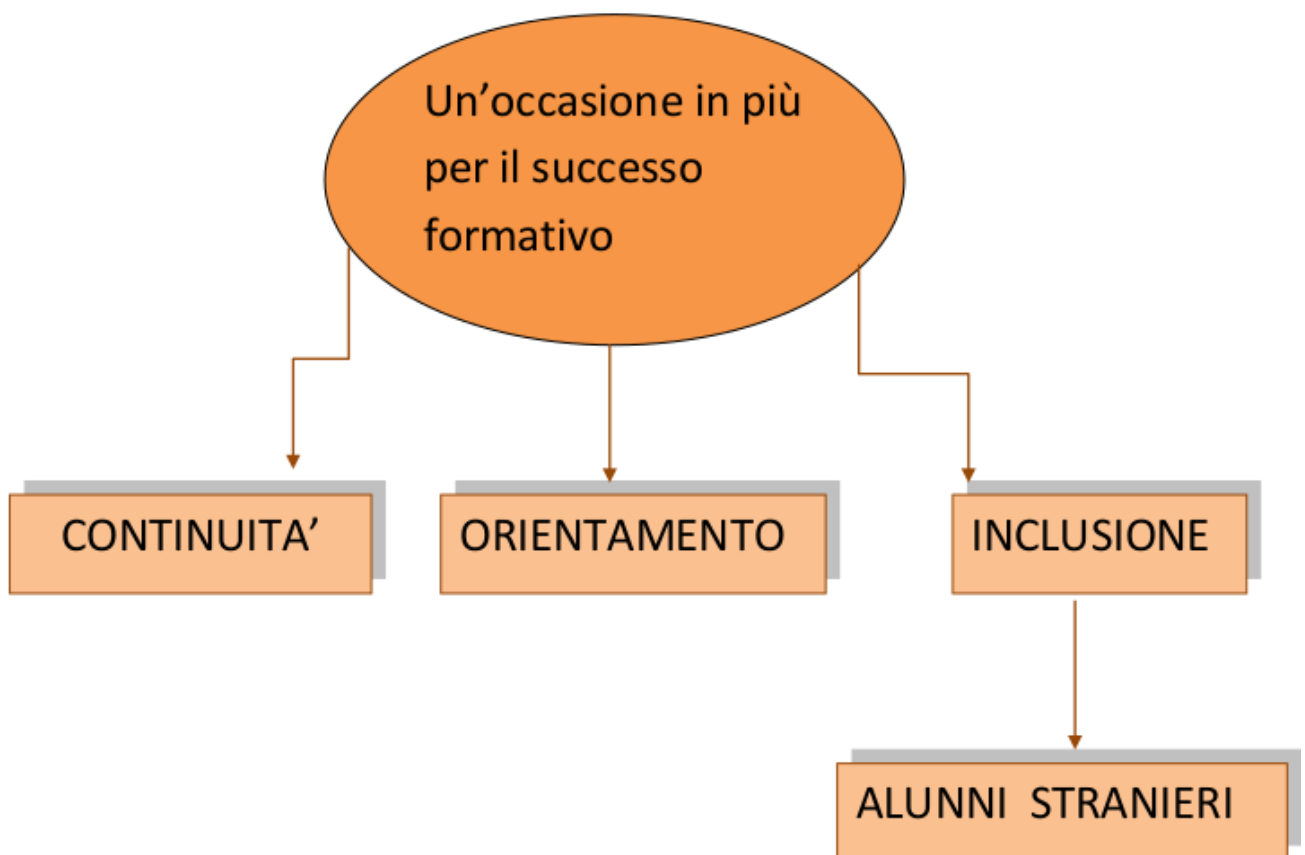 Un’occasione in più
per il successo
formativo
CONTINUITA’
ORIENTAMENTO
INCLUSIONE
ALUNNI STRANIERI